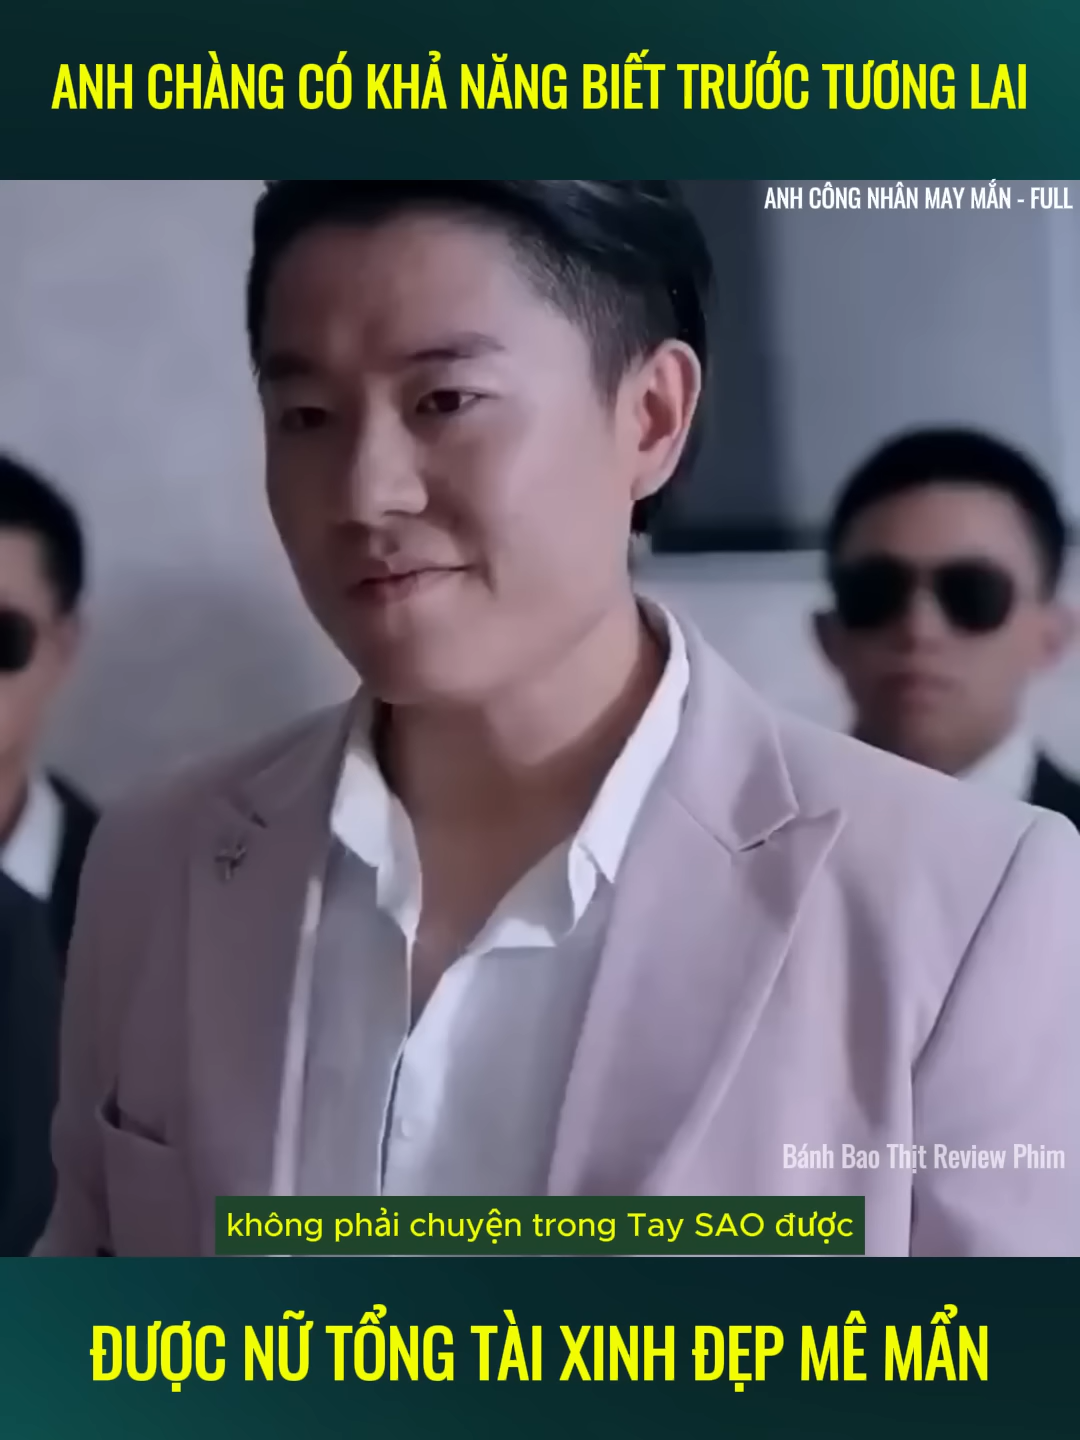 ANH CHÀNG CÓ KHẢ NĂNG BIẾT TRƯỚC TƯƠNG LAI
ANH CÔNG NHÂN MAY MẮN - FULL
Bánh Bao Thịt Review Phim
không phải chuyện trong Tay SAO được
ĐƯỢC NỮ TỔNG TÀI XINH ĐẸP MÊ MẨN